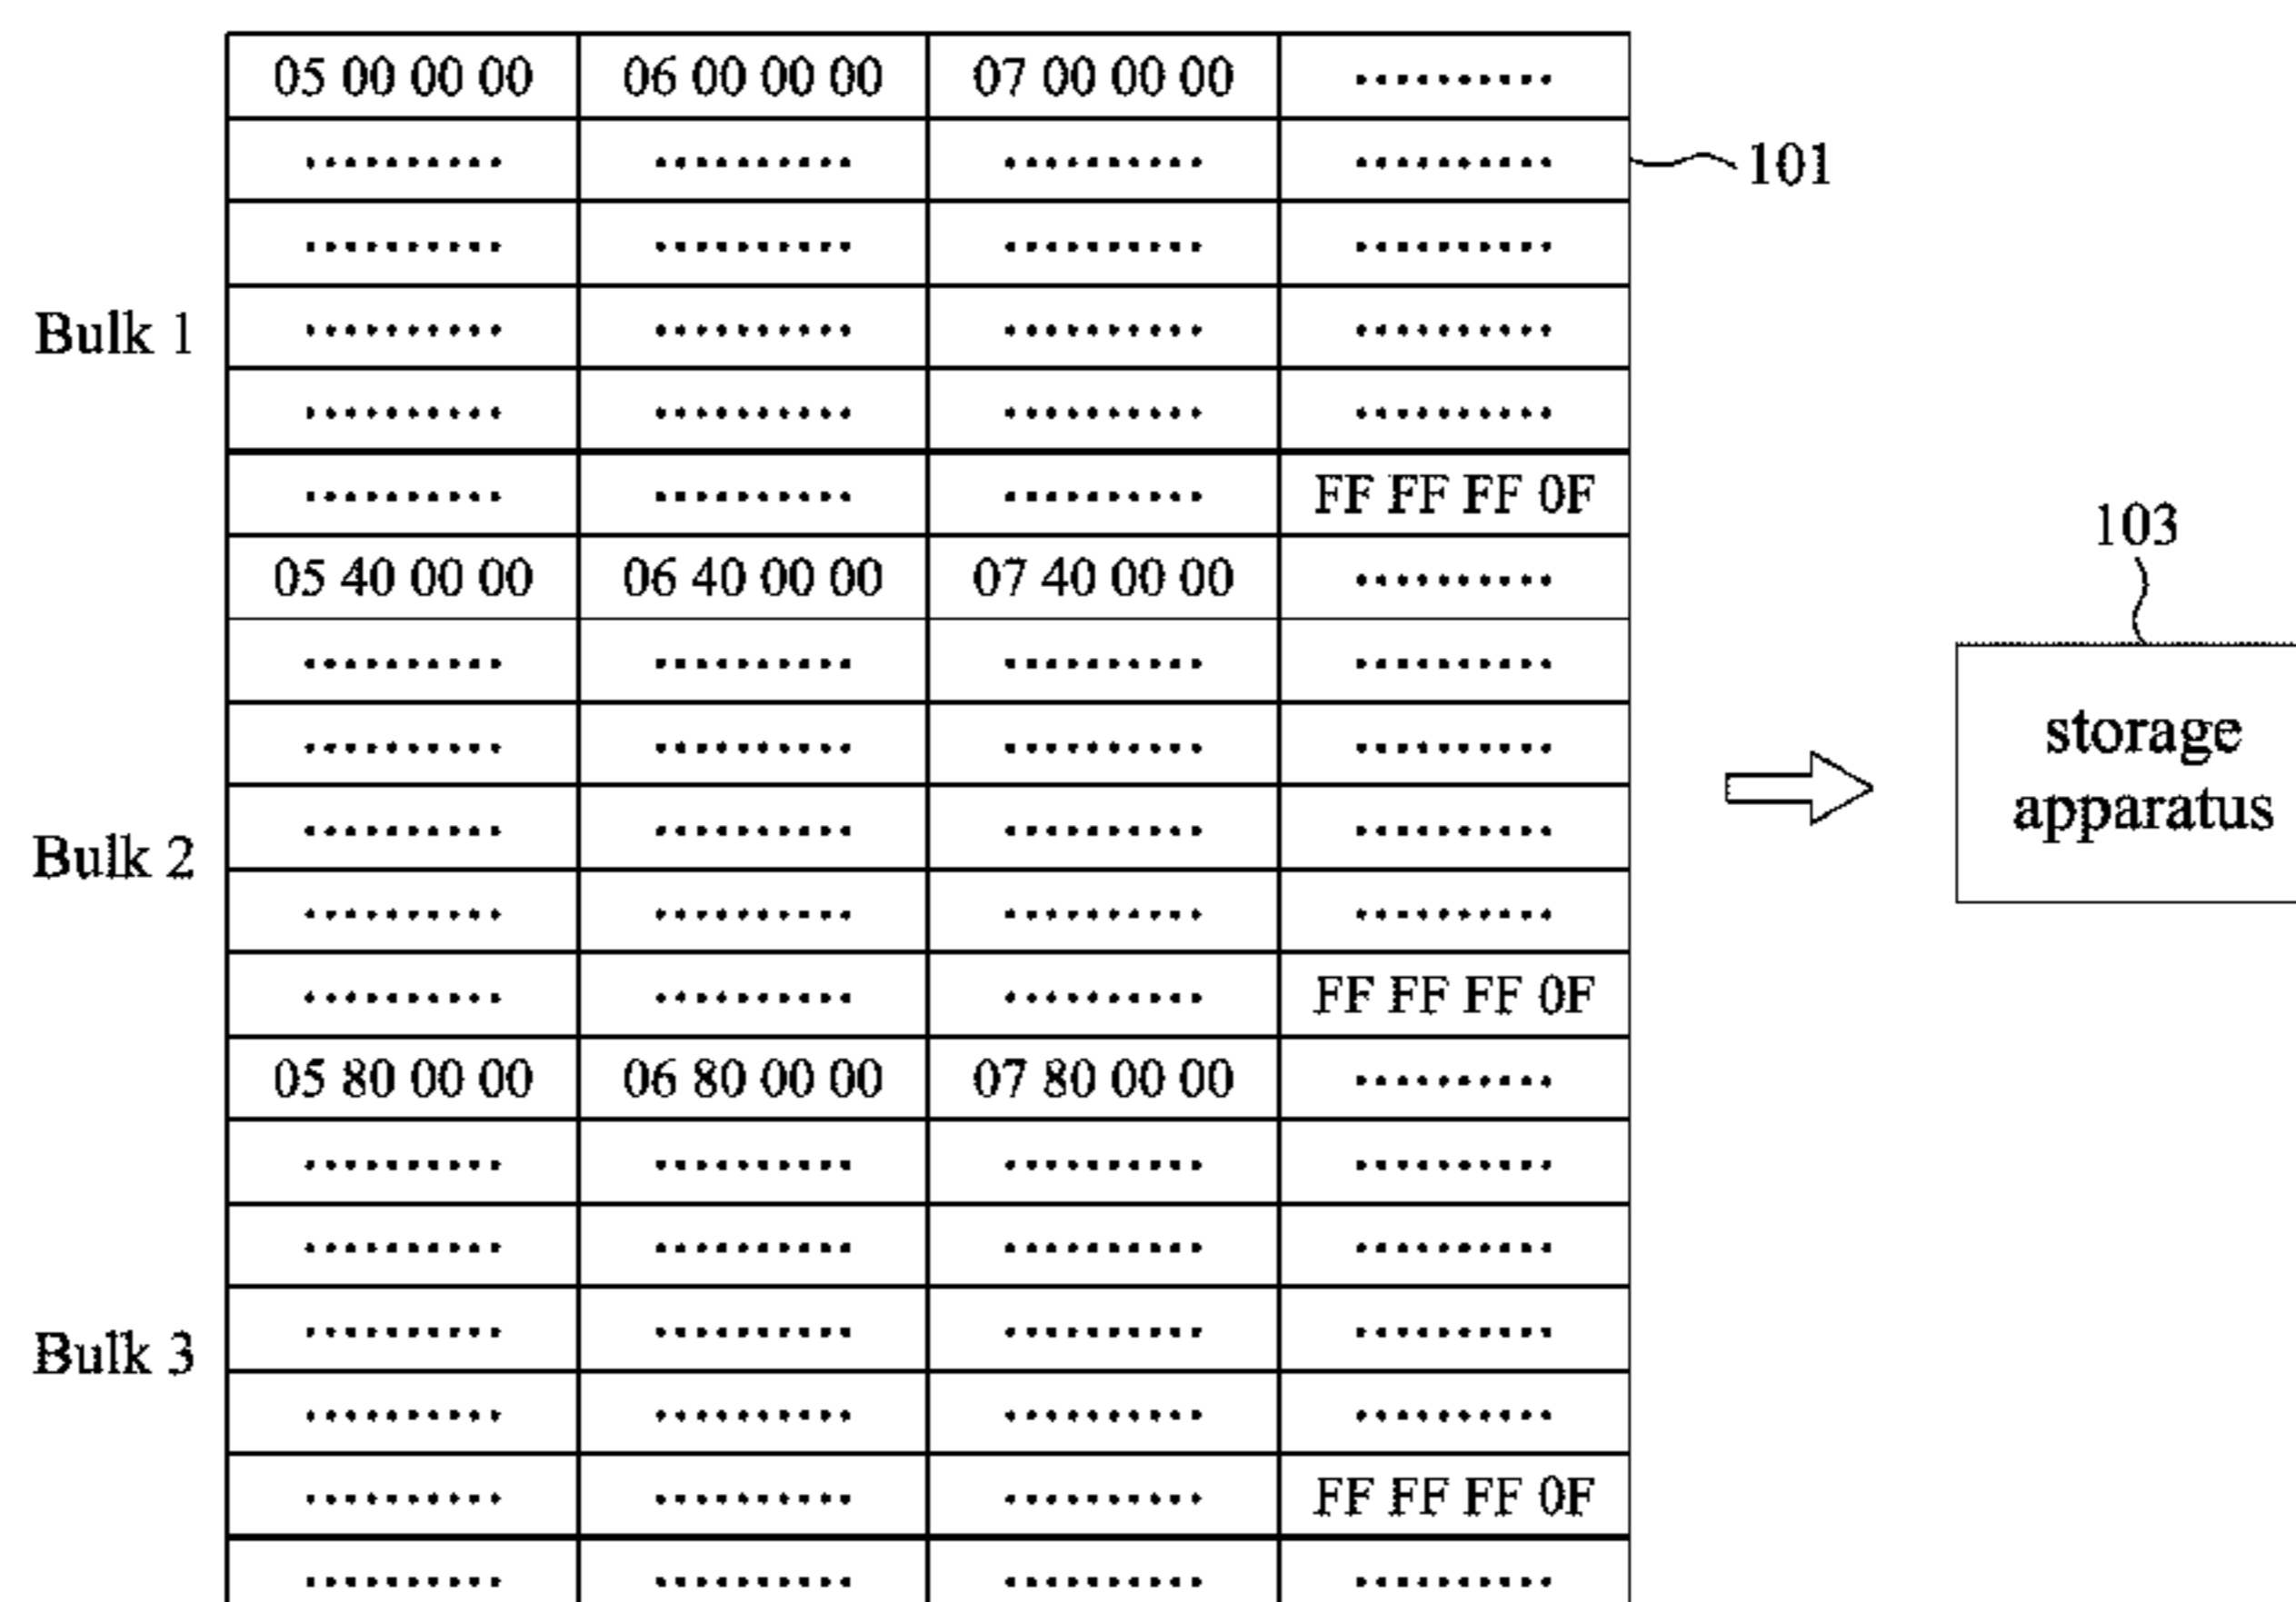 05 00 00 00 06 00 00 00 07 00 00 00 ..........
.......... .......... .......... ..........
101
.......... .......... .......... ..........
Bulk 1
.......... .......... .......... ..........
.......... .......... .......... ..........
.......... .......... .......... FF FF FF 0F
103
05 40 00 00 06 40 00 00 07 40 00 00 ..........
.......... .......... .......... ..........
.......... .......... .......... ..........
storage
apparatus
.......... .......... .......... ..........
Bulk 2
.......... .......... .......... ..........
.......... .......... .......... FF FF FF 0F
05 80 00 00 06 80 00 00 07 80 00 00 ..........
.......... .......... .......... ..........
.......... .......... .......... ..........
.......... .......... .......... ..........
Bulk 3
.......... .......... .......... ..........
.......... .......... .......... FF FF FF 0F
.......... .......... .......... ..........